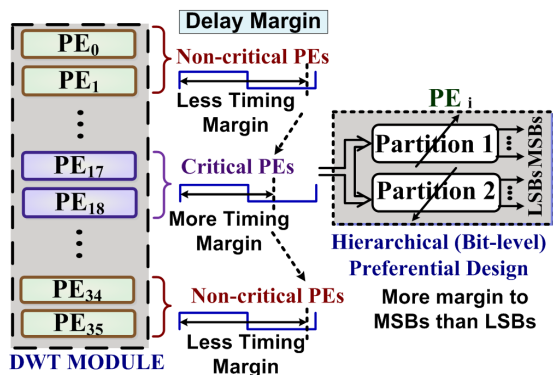 Delay Margin
PE0
PE1
Non-critical PEs
Less Timing
Margin
PE17
PE18
Critical PEs
More Timing
Margin
PE34
PE35
Non-critical PEs
Less Timing
Margin
DWT MODULE
PE i
Partition 1
Partition 2
MSBs
LSBs
Hierarchical (Bit-level)
Preferential Design
More margin to
MSBs than LSBs